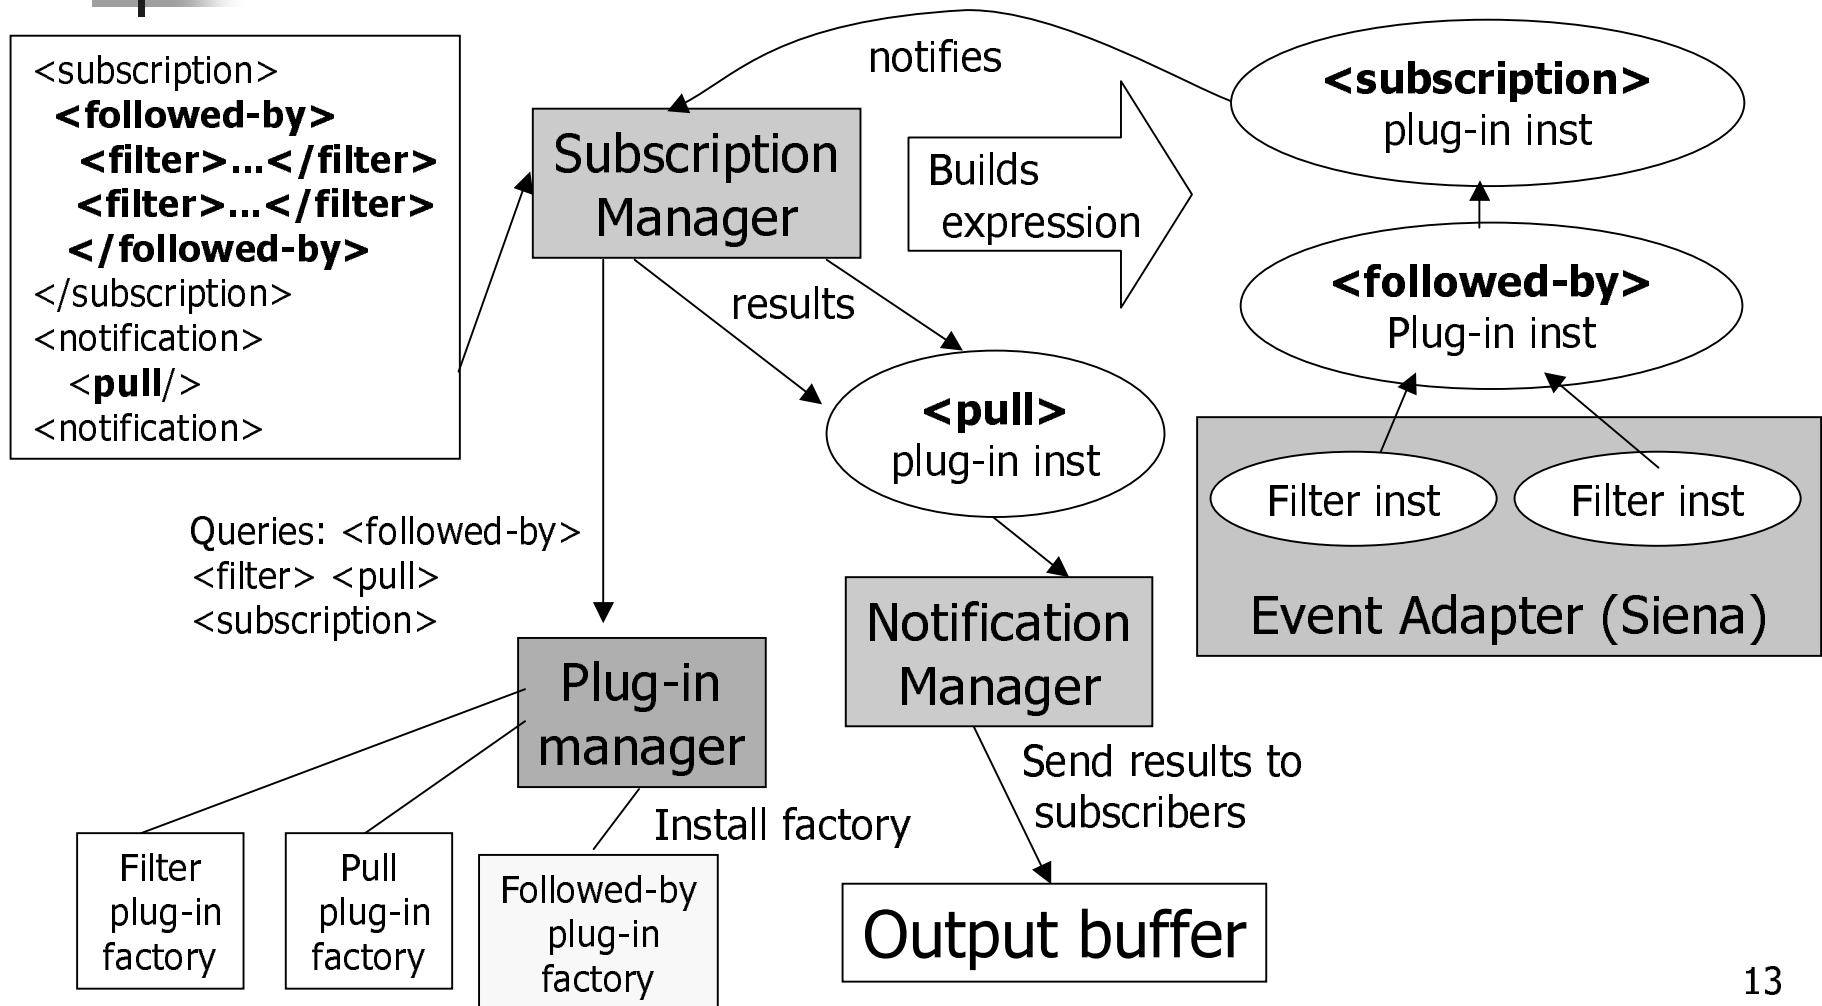 <subscription>
<followed-by>
<filter>...</filter>
<filter>...</filter>
</followed-by>
</subscription>
<notification>
<pull/>
<notification>
Subscription
Manager
notifies
Builds
expression
<subscription>
plug-in inst
<followed-by>
Plug-in inst
results
<pull>
plug-in inst
Filter inst
Filter inst
Event Adapter (Siena)
Queries: <followed-by>
<filter> <pull>
<subscription>
Plug-in
manager
Notification
Manager
Send results to
subscribers
Install factory
Filter
plug-in
factory
Pull
plug-in
factory
Followed-by
plug-in
factory
Output buffer
13